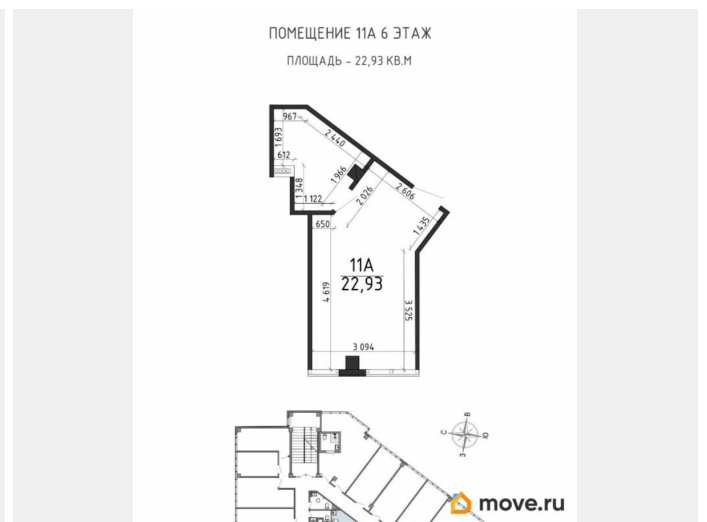 ПОМЕЩЕНИЕ 11А 6 ЭТАЖ
ПЛОЩАДЬ - 22,93 КВ.М
967
2 440
1 693
612
1 966
1 348
1 122
2 026
2 606
650
1 435
11А
22,93
4 619
3 525
3 094
В
С
Ю
З
move.ru